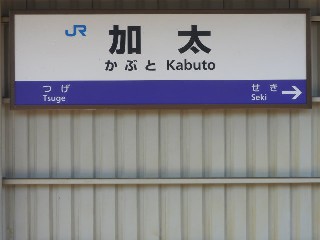 JR 加太
かぶと Kabuto
つげ せき
Tsuge Seki →